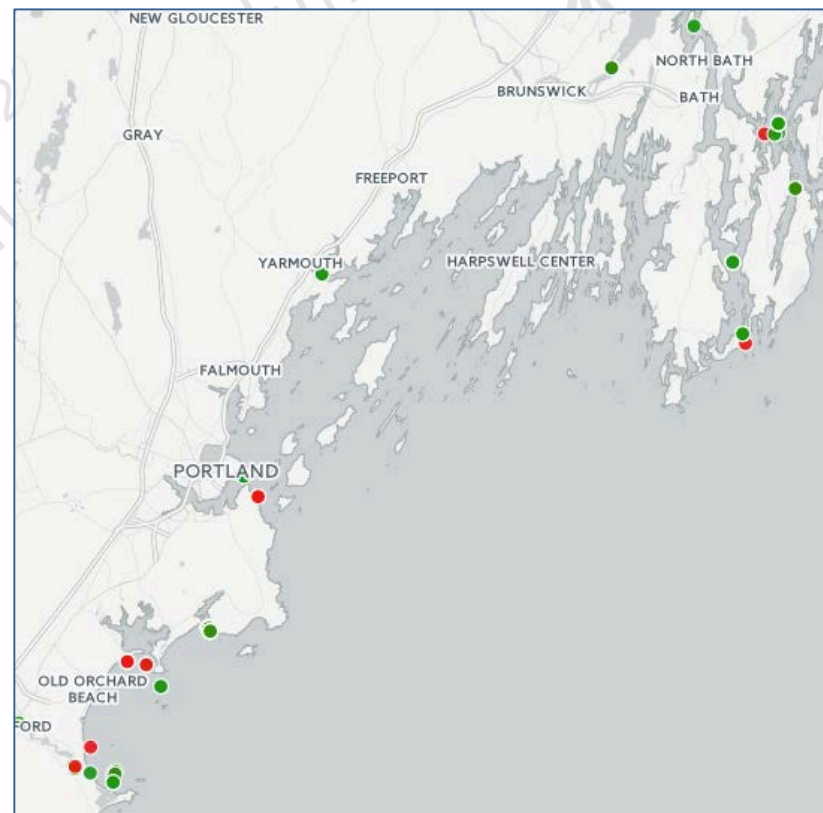 NEW GLOUCESTER
NORTH BATH
BRUNSWICK
BATH
GRAY
FREEPORT
YARMOUTH
HARPSWELL CENTER
FALMOUTH
PORTLAND
OLD ORCHARD
BEACH
FORD